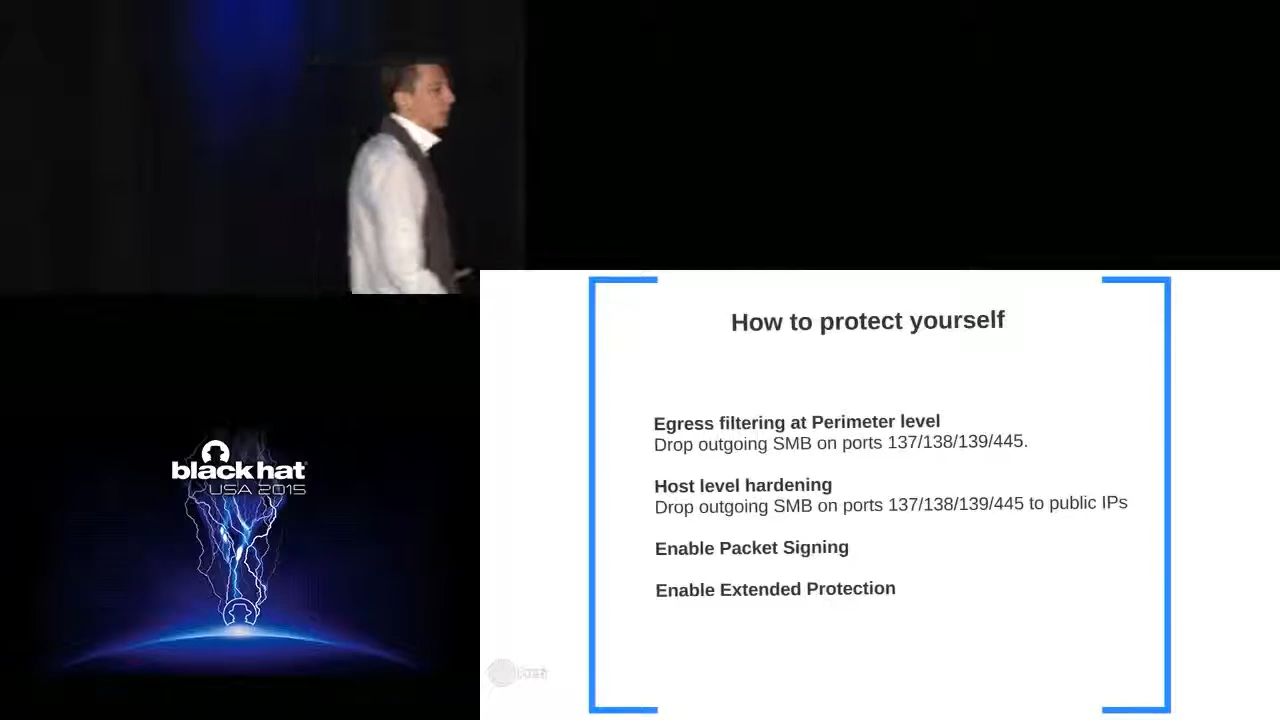 How to protect yourself
Egress filtering at Perimeter level
Drop outgoing SMB on ports 137/138/139/445.
Host level hardening
Drop outgoing SMB on ports 137/138/139/445 to public IPs
Enable Packet Signing
Enable Extended Protection
black hat
USA 2015